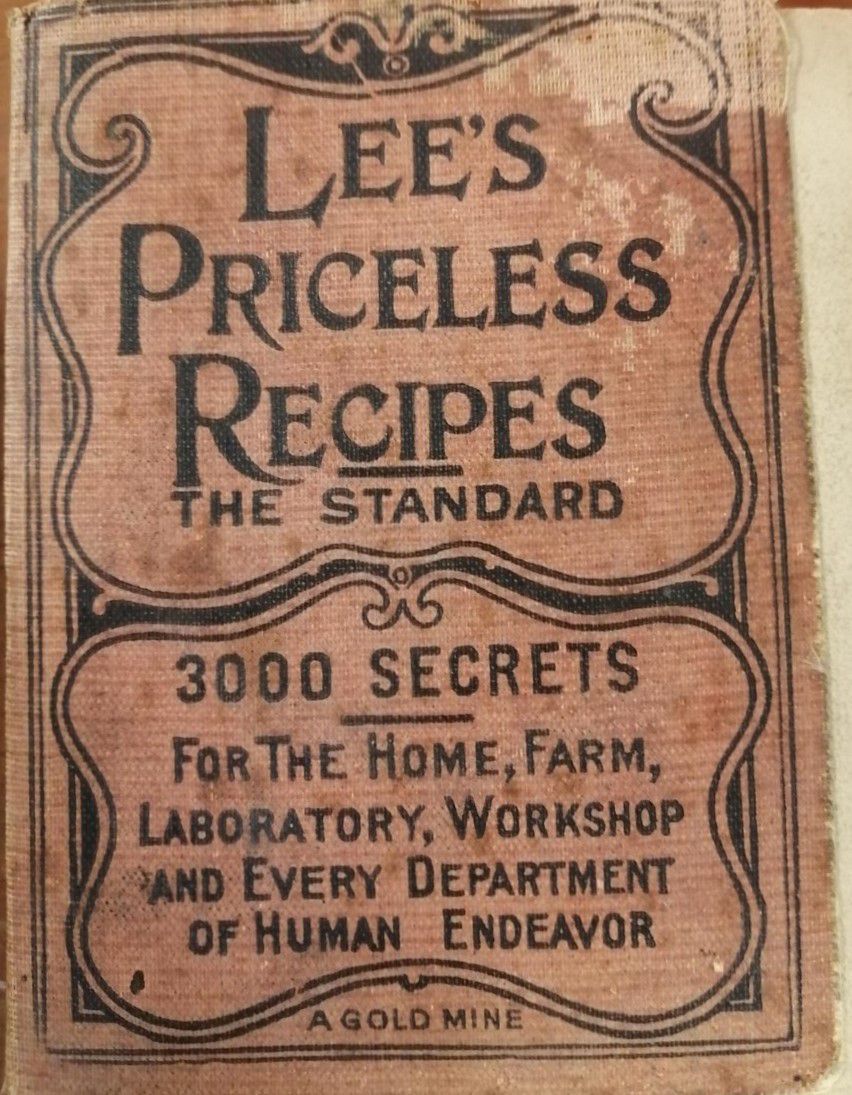 LEE'S
PRICELESS
RECIPES
THE STANDARD
3000 SECRETS
FOR THE HOME, FARM,
LABORATORY, WORKSHOP
AND EVERY DEPARTMENT
OF HUMAN ENDEAVOR
A GOLD MINE